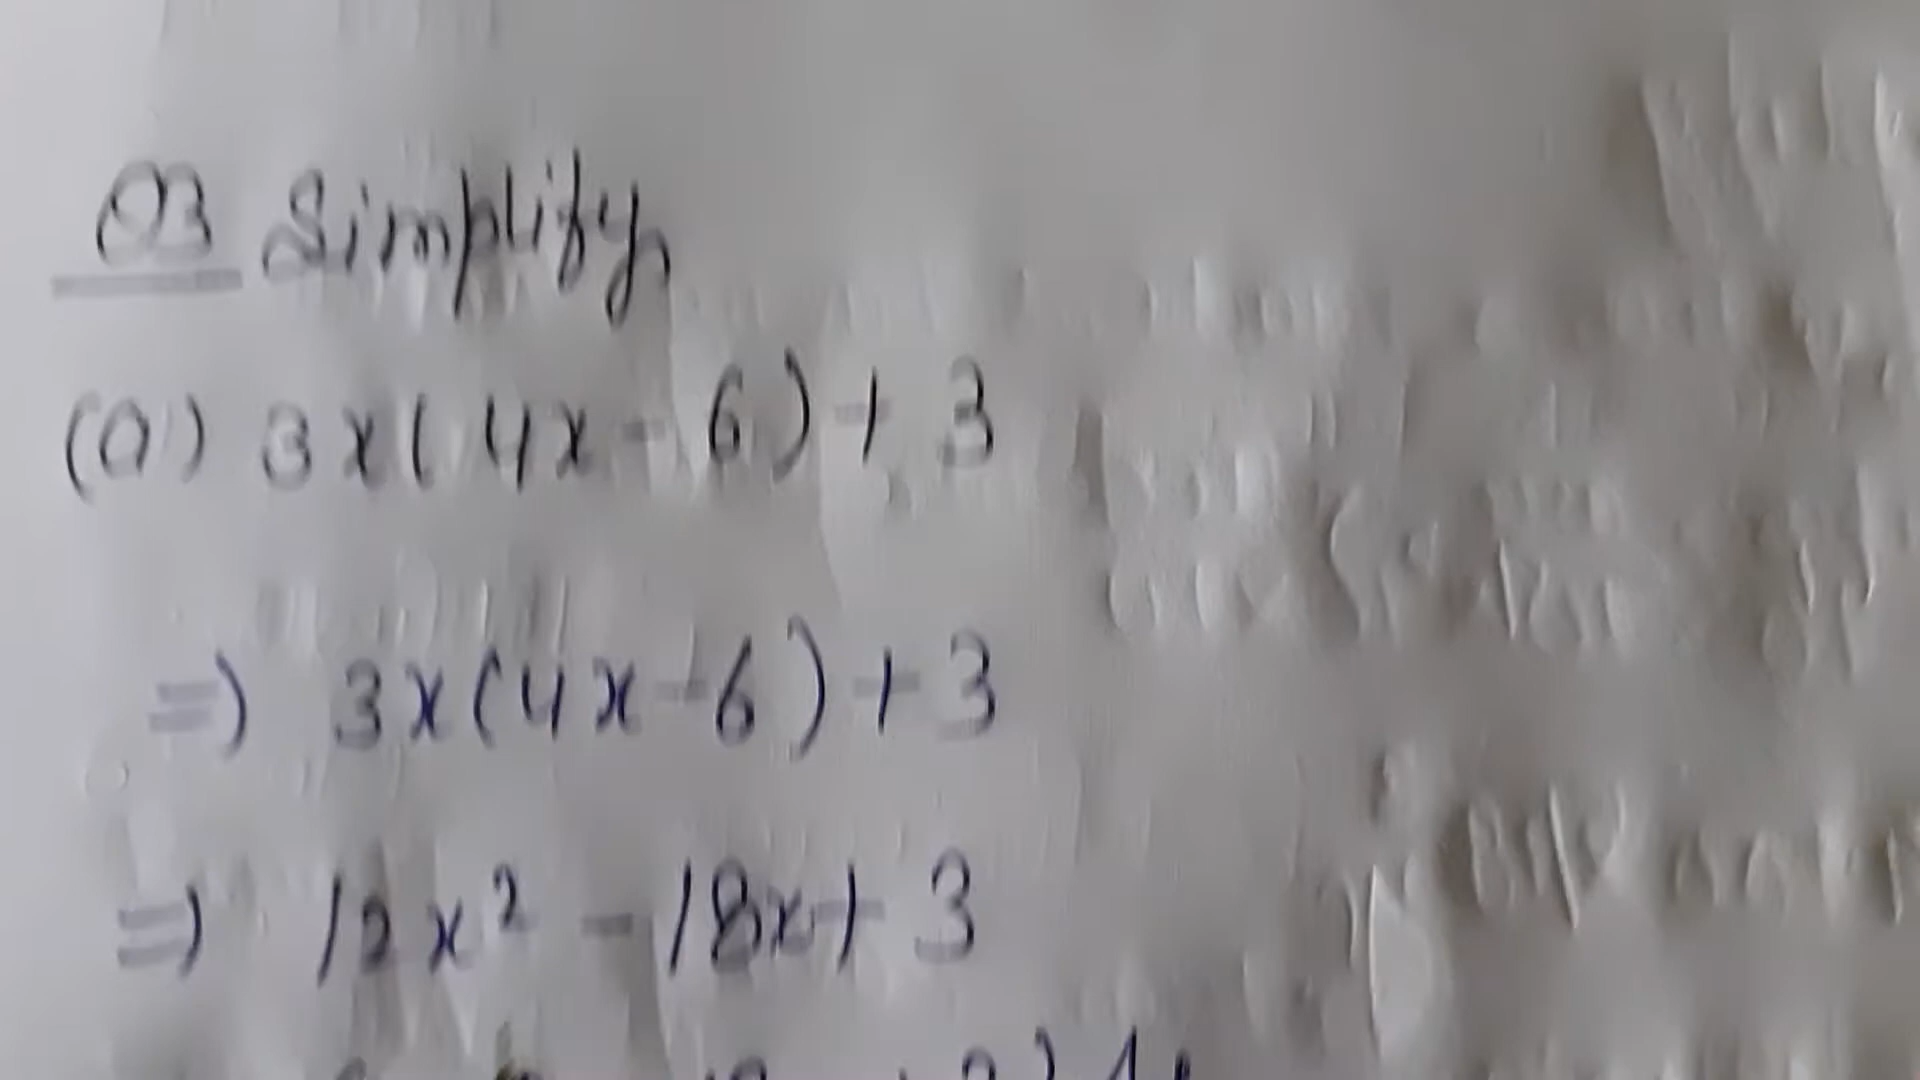 Q3 Simplify
(a) 3x(4x-6)+3
=) 3x(4x-6)+3
=) 12x² -18x+3